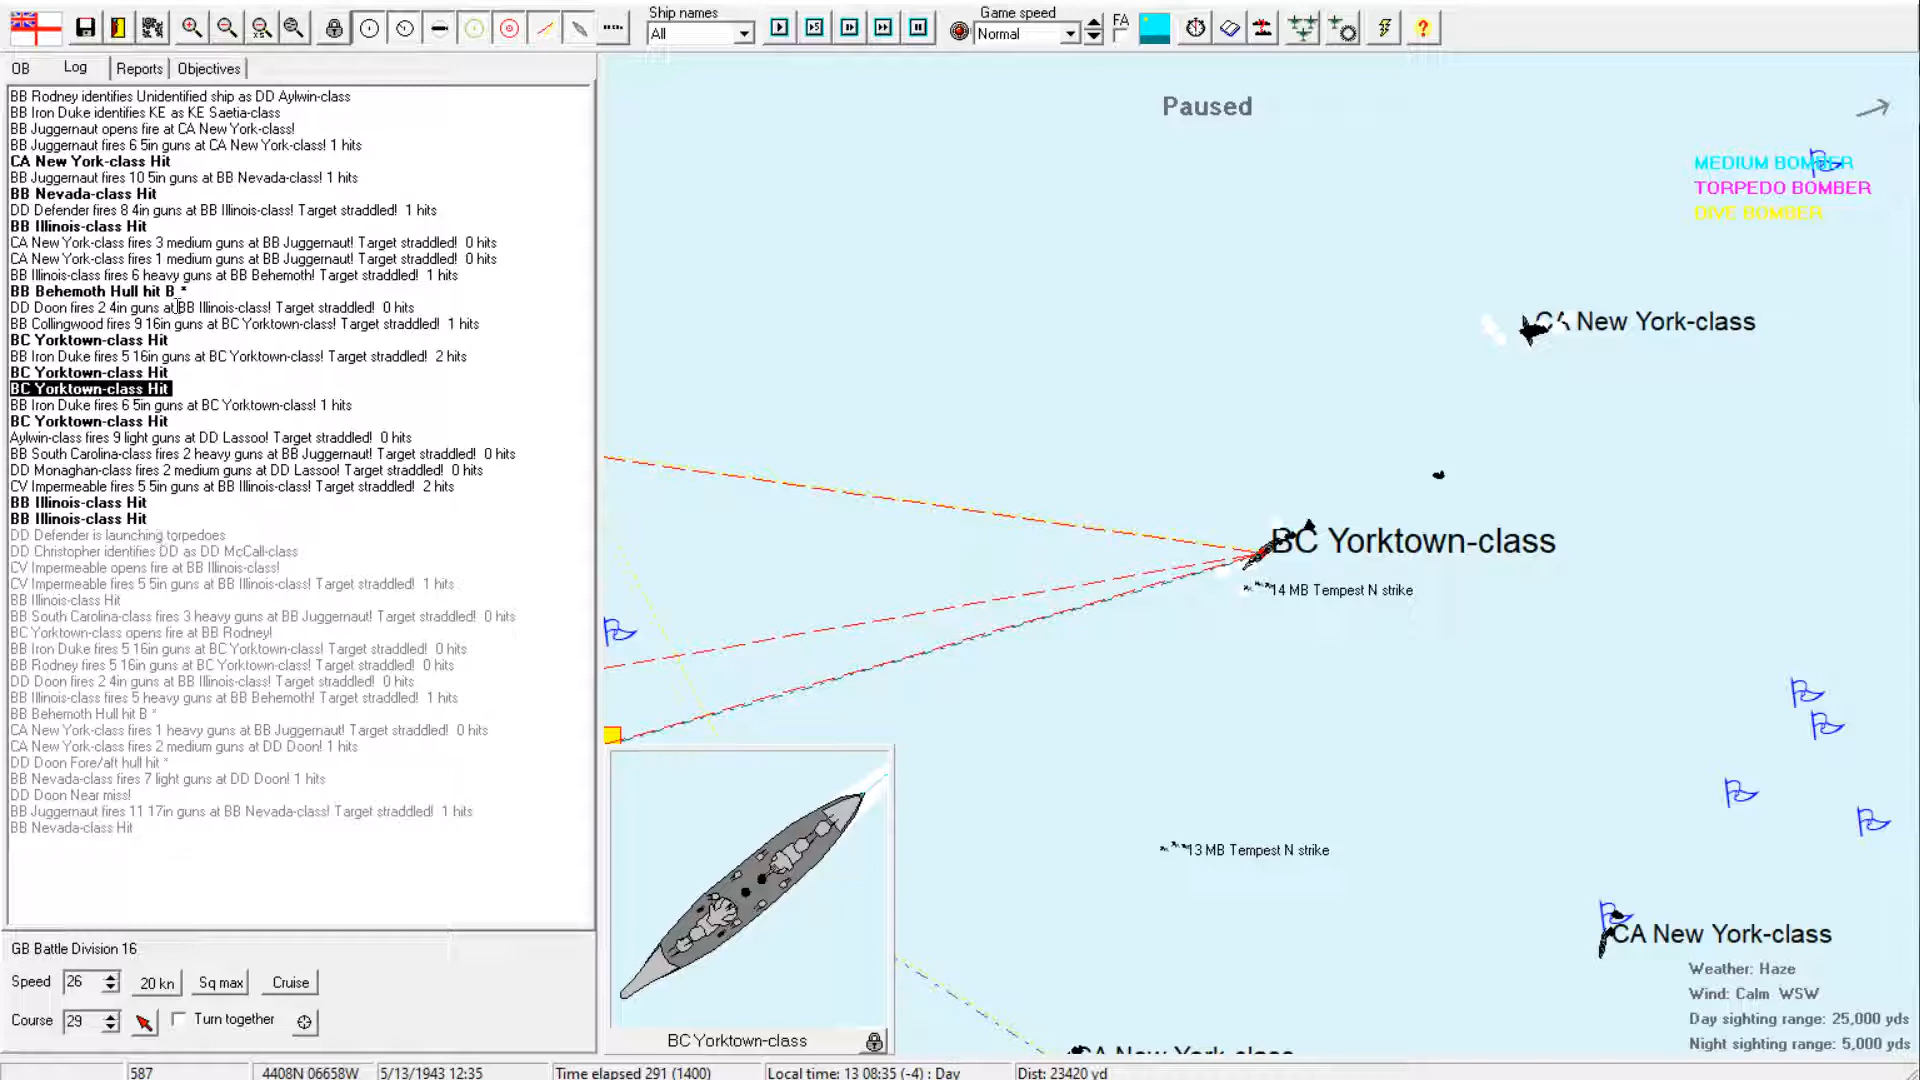 Ship names
Game speed
All
Normal
FA
OB
Log
Reports
Objectives
BB Rodney identifies Unidentified ship as DD Aylwin-class
BB Iron Duke identifies KE as KE Saetia-class
BB Juggernaut opens fire at CA New York-class!
BB Juggernaut fires 6 5in guns at CA New York-class! 1 hits
CA New York-class Hit
BB Juggernaut fires 10 5in guns at BB Nevada-class! 1 hits
BB Nevada-class Hit
DD Defender fires 8 4in guns at BB Illinois-class! Target straddled! 1 hits
BB Illinois-class Hit
CA New York-class fires 3 medium guns at BB Juggernaut! Target straddled! 0 hits
CA New York-class fires 1 medium guns at BB Juggernaut! Target straddled! 0 hits
BB Illinois-class fires 6 heavy guns at BB Behemoth! Target straddled! 1 hits
BB Behemoth Hull hit B *
DD Doon fires 2 4in guns at BB Illinois-class! Target straddled! 0 hits
BB Collingwood fires 9 16in guns at BC Yorktown-class! Target straddled! 1 hits
BC Yorktown-class Hit
BB Iron Duke fires 5 16in guns at BC Yorktown-class! Target straddled! 2 hits
BC Yorktown-class Hit
BC Yorktown-class Hit
BB Iron Duke fires 6 5in guns at BC Yorktown-class! 1 hits
BC Yorktown-class Hit
Aylwin-class fires 9 light guns at DD Lassoo! Target straddled! 0 hits
BB South Carolina-class fires 2 heavy guns at BB Juggernaut! Target straddled! 0 hits
DD Monaghan-class fires 2 medium guns at DD Lassoo! Target straddled! 0 hits
CV Impermeable fires 5 5in guns at BB Illinois-class! Target straddled! 2 hits
BB Illinois-class Hit
BB Illinois-class Hit
DD Defender is launching torpedoes
DD Christopher identifies DD as DD McCall-class
CV Impermeable opens fire at BB Illinois-class!
CV Impermeable fires 5 5in guns at BB Illinois-class! Target straddled! 1 hits
BB Illinois-class Hit
BB South Carolina-class fires 3 heavy guns at BB Juggernaut! Target straddled! 0 hits
BC Yorktown-class opens fire at BB Rodney!
BB Iron Duke fires 5 16in guns at BC Yorktown-class! Target straddled! 0 hits
BB Rodney fires 5 16in guns at BC Yorktown-class! Target straddled! 0 hits
DD Doon fires 2 4in guns at BB Illinois-class! Target straddled! 0 hits
BB Illinois-class fires 5 heavy guns at BB Behemoth! Target straddled! 1 hits
BB Behemoth Hull hit B *
CA New York-class fires 1 heavy guns at BB Juggernaut! Target straddled! 0 hits
CA New York-class fires 2 medium guns at DD Doon! 1 hits
DD Doon Fore/aft hull hit *
BB Nevada-class fires 7 light guns at DD Doon! 1 hits
DD Doon Near miss!
BB Juggernaut fires 11 17in guns at BB Nevada-class! Target straddled! 1 hits
BB Nevada-class Hit
GB Battle Division 16
Speed 26 20 kn Sq max Cruise
Course 29 Turn together
Paused
MEDIUM BOMBER
TORPEDO BOMBER
DIVE BOMBER
CA New York-class
BC Yorktown-class
14 MB Tempest N strike
13 MB Tempest N strike
CA New York-class
Weather: Haze
Wind: Calm WSW
Day sighting range: 25,000 yds
Night sighting range: 5,000 yds
BC Yorktown-class
CA New York-class
587
4408N 06658W
5/13/1943 12:35
Time elapsed 291 (1400)
Local time: 13 08:35 (-4) : Day
Dist: 23420 yd